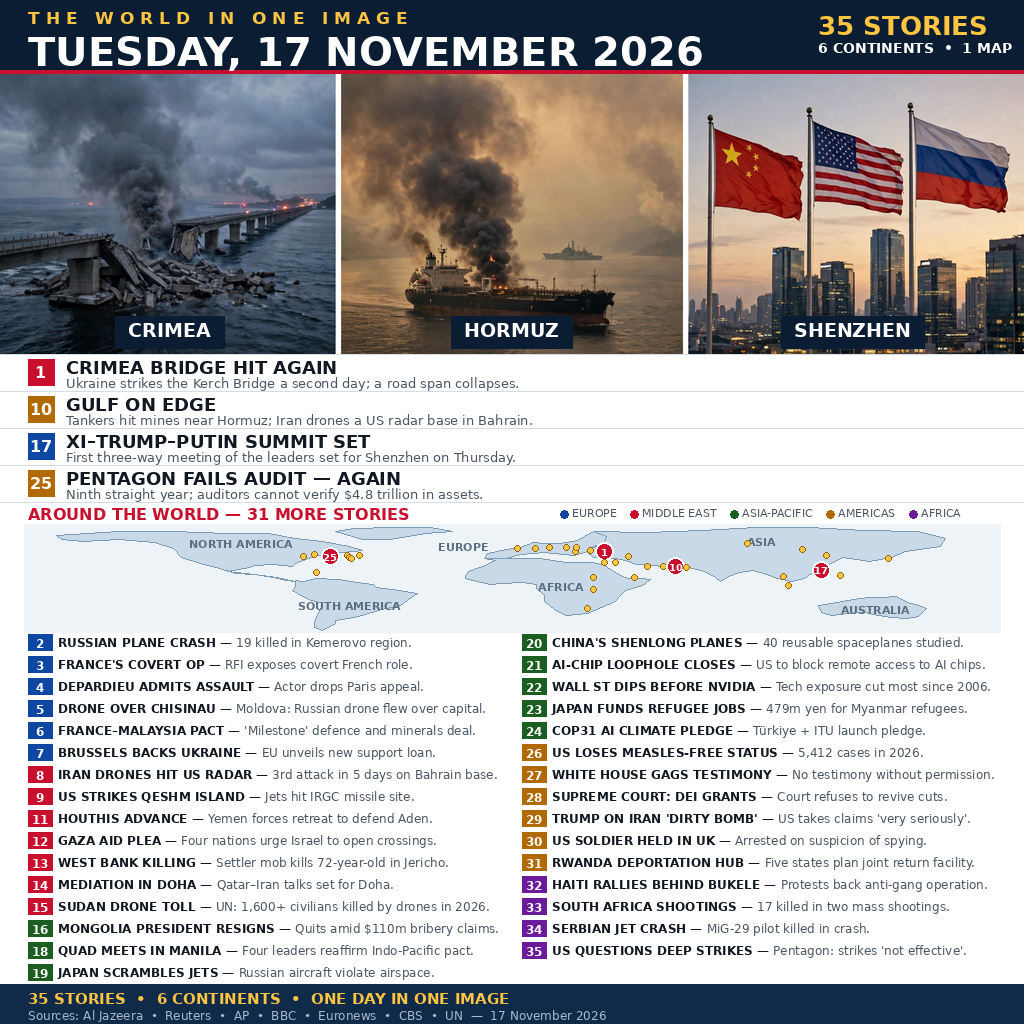 THE WORLD IN ONE IMAGE
TUESDAY, 17 NOVEMBER 2026
35 STORIES
6 CONTINENTS • 1 MAP
CRIMEA
HORMUZ
SHENZHEN
1 CRIMEA BRIDGE HIT AGAIN
Ukraine strikes the Kerch Bridge a second day; a road span collapses.
10 GULF ON EDGE
Tankers hit mines near Hormuz; Iran drones a US radar base in Bahrain.
17 XI–TRUMP–PUTIN SUMMIT SET
First three-way meeting of the leaders set for Shenzhen on Thursday.
25 PENTAGON FAILS AUDIT — AGAIN
Ninth straight year; auditors cannot verify $4.8 trillion in assets.
AROUND THE WORLD — 31 MORE STORIES
EUROPE MIDDLE EAST ASIA-PACIFIC AMERICAS AFRICA
NORTH AMERICA
EUROPE
ASIA
25
1
10
17
AFRICA
SOUTH AMERICA
AUSTRALIA
2 RUSSIAN PLANE CRASH — 19 killed in Kemerovo region.
3 FRANCE'S COVERT OP — RFI exposes covert French role.
4 DEPARDIEU ADMITS ASSAULT — Actor drops Paris appeal.
5 DRONE OVER CHISINAU — Moldova: Russian drone flew over capital.
6 FRANCE–MALAYSIA PACT — 'Milestone' defence and minerals deal.
7 BRUSSELS BACKS UKRAINE — EU unveils new support loan.
8 IRAN DRONES HIT US RADAR — 3rd attack in 5 days on Bahrain base.
9 US STRIKES QESHM ISLAND — Jets hit IRGC missile site.
11 HOUTHIS ADVANCE — Yemen forces retreat to defend Aden.
12 GAZA AID PLEA — Four nations urge Israel to open crossings.
13 WEST BANK KILLING — Settler mob kills 72-year-old in Jericho.
14 MEDIATION IN DOHA — Qatar–Iran talks set for Doha.
15 SUDAN DRONE TOLL — UN: 1,600+ civilians killed by drones in 2026.
16 MONGOLIA PRESIDENT RESIGNS — Quits amid $110m bribery claims.
18 QUAD MEETS IN MANILA — Four leaders reaffirm Indo-Pacific pact.
19 JAPAN SCRAMBLES JETS — Russian aircraft violate airspace.
20 CHINA'S SHENLONG PLANES — 40 reusable spaceplanes studied.
21 AI-CHIP LOOPHOLE CLOSES — US to block remote access to AI chips.
22 WALL ST DIPS BEFORE NVIDIA — Tech exposure cut most since 2006.
23 JAPAN FUNDS REFUGEE JOBS — 479m yen for Myanmar refugees.
24 COP31 AI CLIMATE PLEDGE — Türkiye + ITU launch pledge.
26 US LOSES MEASLES-FREE STATUS — 5,412 cases in 2026.
27 WHITE HOUSE GAGS TESTIMONY — No testimony without permission.
28 SUPREME COURT: DEI GRANTS — Court refuses to revive cuts.
29 TRUMP ON IRAN 'DIRTY BOMB' — US takes claims 'very seriously'.
30 US SOLDIER HELD IN UK — Arrested on suspicion of spying.
31 RWANDA DEPORTATION HUB — Five states plan joint return facility.
32 HAITI RALLIES BEHIND BUKELE — Protests back anti-gang operation.
33 SOUTH AFRICA SHOOTINGS — 17 killed in two mass shootings.
34 SERBIAN JET CRASH — MiG-29 pilot killed in crash.
35 US QUESTIONS DEEP STRIKES — Pentagon: strikes 'not effective'.
35 STORIES • 6 CONTINENTS • ONE DAY IN ONE IMAGE
Sources: Al Jazeera • Reuters • AP • BBC • Euronews • CBS • UN — 17 November 2026